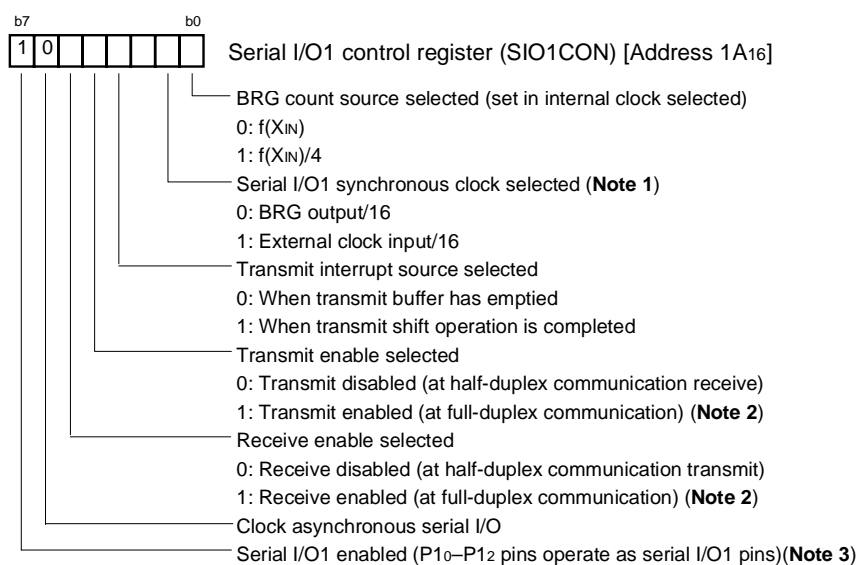 b7 b0
1 0 Serial I/O1 control register (SIO1CON) [Address 1A16]
BRG count source selected (set in internal clock selected)
0: f(XIN)
1: f(XIN)/4
Serial I/O1 synchronous clock selected (Note 1)
0: BRG output/16
1: External clock input/16
Transmit interrupt source selected
0: When transmit buffer has emptied
1: When transmit shift operation is completed
Transmit enable selected
0: Transmit disabled (at half-duplex communication receive)
1: Transmit enabled (at full-duplex communication) (Note 2)
Receive enable selected
0: Receive disabled (at half-duplex communication transmit)
1: Receive enabled (at full-duplex communication) (Note 2)
Clock asynchronous serial I/O
Serial I/O1 enabled (P10–P12 pins operate as serial I/O1 pins)(Note 3)